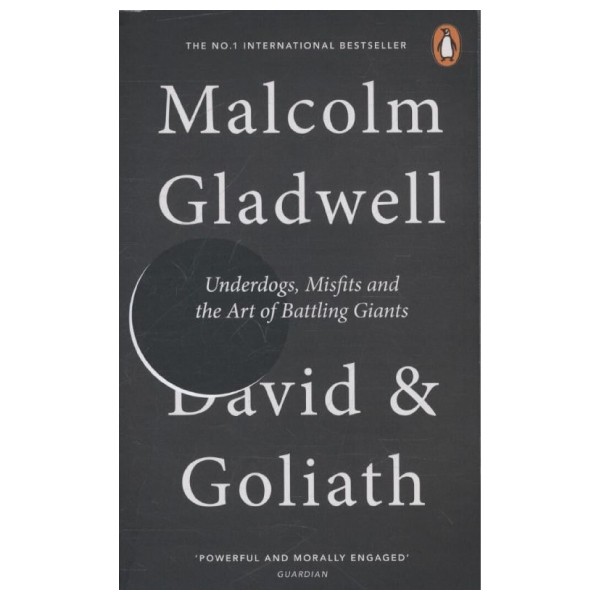 THE NO.1 INTERNATIONAL BESTSELLER
Malcolm
Gladwell
Underdogs, Misfits and
the Art of Battling Giants
David &
Goliath
'POWERFUL AND MORALLY ENGAGED'
GUARDIAN